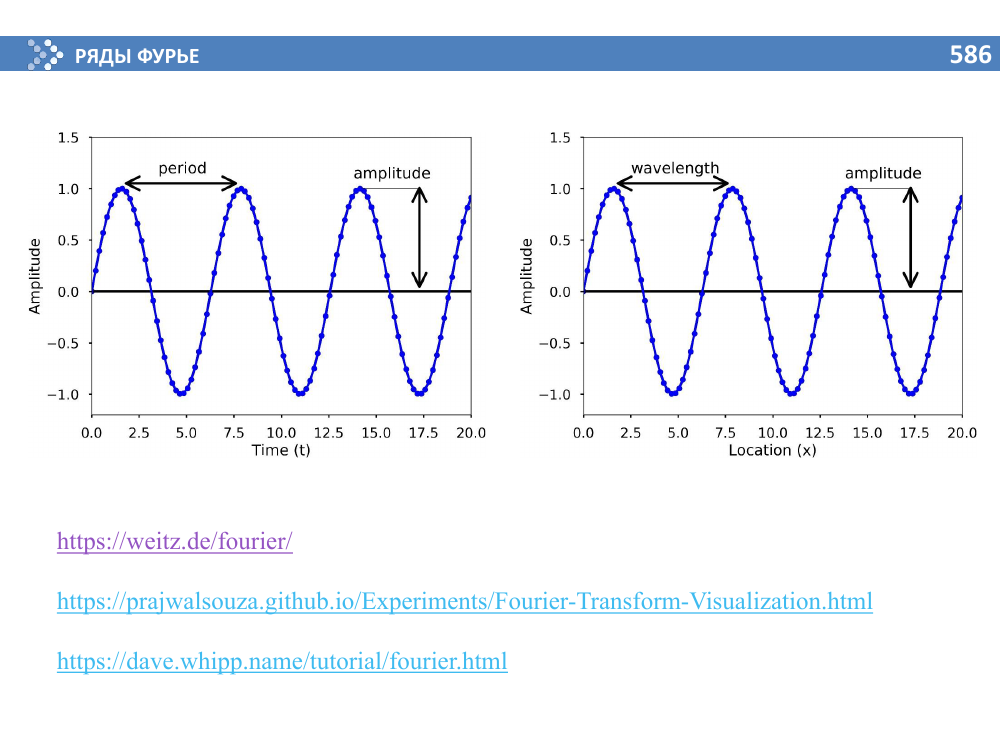 РЯДЫ ФУРЬЕ
586
1.5
1.0
0.5
0.0
−0.5
−1.0
Amplitude
period
amplitude
0.0 2.5 5.0 7.5 10.0 12.5 15.0 17.5 20.0
Time (t)
1.5
1.0
0.5
0.0
−0.5
−1.0
Amplitude
wavelength
amplitude
0.0 2.5 5.0 7.5 10.0 12.5 15.0 17.5 20.0
Location (x)
https://weitz.de/fourier/
https://prajwalsouza.github.io/Experiments/Fourier-Transform-Visualization.html
https://dave.whipp.name/tutorial/fourier.html